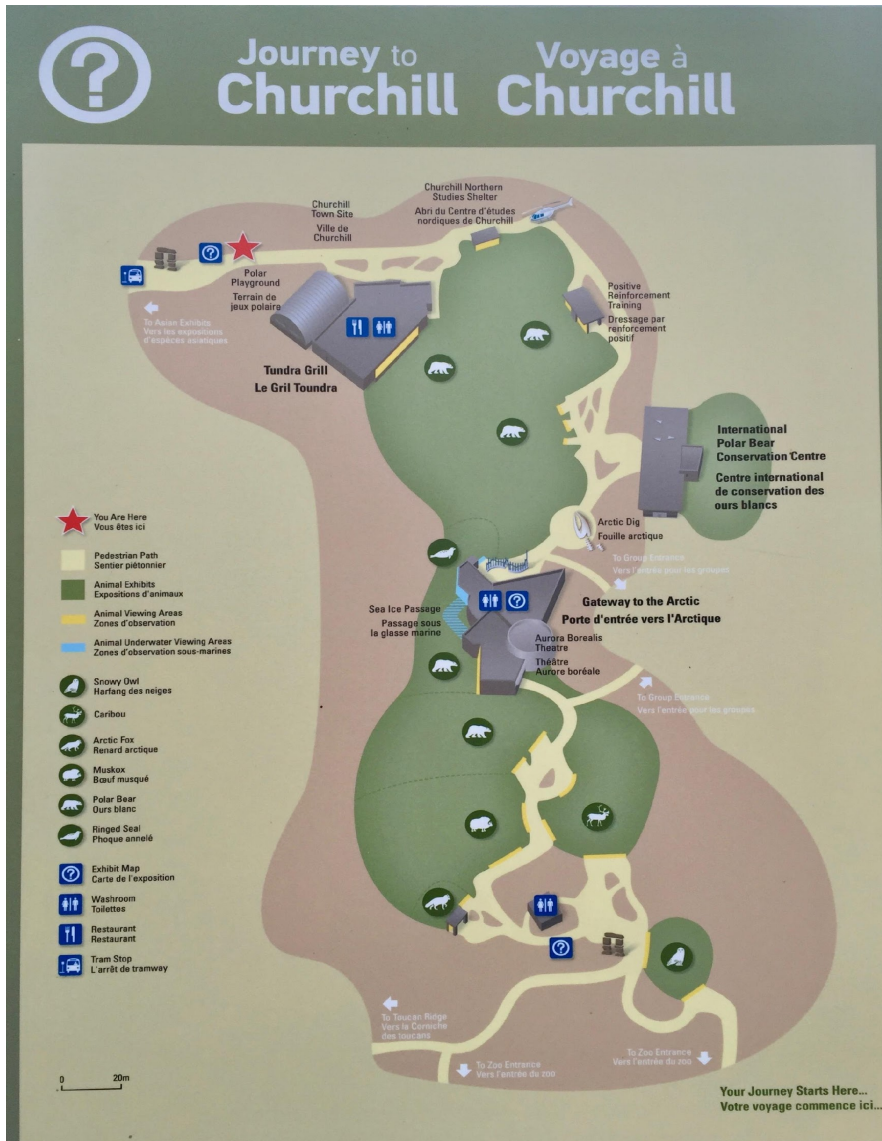 ?
Journey to
Churchill
Voyage à
Churchill
Churchill Northern
Studies Shelter
Abri du Centre d'études
nordiques de Churchill
Churchill
Town Site
Ville de
Churchill
?
Polar
Playground
Terrain de
jeux polaire
To Asian Exhibits
Vers les expositions
d'espèces asiatiques
Positive
Reinforcement
Training
Dressage par
renforcement
positif
Tundra Grill
Le Gril Toundra
International
Polar Bear
Conservation Centre
Centre international
de conservation des
ours blancs
You Are Here
Vous êtes ici
Pedestrian Path
Sentier piétonnier
Animal Exhibits
Expositions d'animaux
Animal Viewing Areas
Zones d'observation
Animal Underwater Viewing Areas
Zones d'observation sous-marines
Snowy Owl
Harfang des neiges
Caribou
Arctic Fox
Renard arctique
Muskox
Bœuf musqué
Polar Bear
Ours blanc
Ringed Seal
Phoque annelé
?
Exhibit Map
Carte de l'exposition
Washroom
Toilettes
Restaurant
Restaurant
Tram Stop
L'arrêt de tramway
Arctic Dig
Fouille arctique
To Group Entrance
Vers l'entrée pour les groupes
Sea Ice Passage
Passage sous
la glasse marine
?
Gateway to the Arctic
Porte d'entrée vers l'Arctique
Aurora Borealis
Theatre
Théâtre
Aurore boréale
To Group Entrance
Vers l'entrée pour les groupes
?
To Toucan Ridge
Vers la Corniche
des toucans
To Zoo Entrance
Vers l'entrée du zoo
To Zoo Entrance
Vers l'entrée du zoo
0 20m
Your Journey Starts Here...
Votre voyage commence ici...